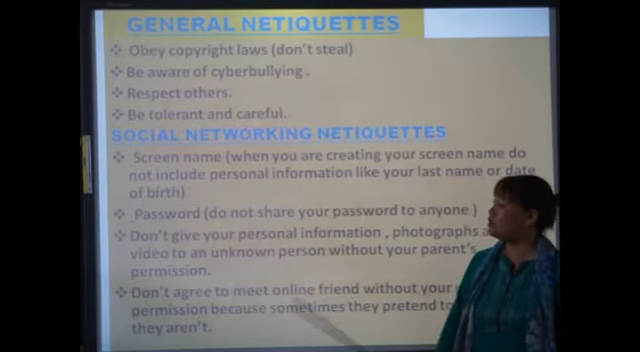 GENERAL NETIQUETTES
❖ Obey copyright laws (don't steal)
❖ Be aware of cyberbullying .
❖ Respect others.
❖ Be tolerant and careful.
SOCIAL NETWORKING NETIQUETTES
❖ Screen name (when you are creating your screen name do
not include personal information like your last name or date
of birth)
❖ Password (do not share your password to anyone )
❖ Don't give your personal information , photographs
video to an unknown person without your parent's
permission.
❖ Don't agree to meet online friend without your
permission because sometimes they pretend to
they aren't.